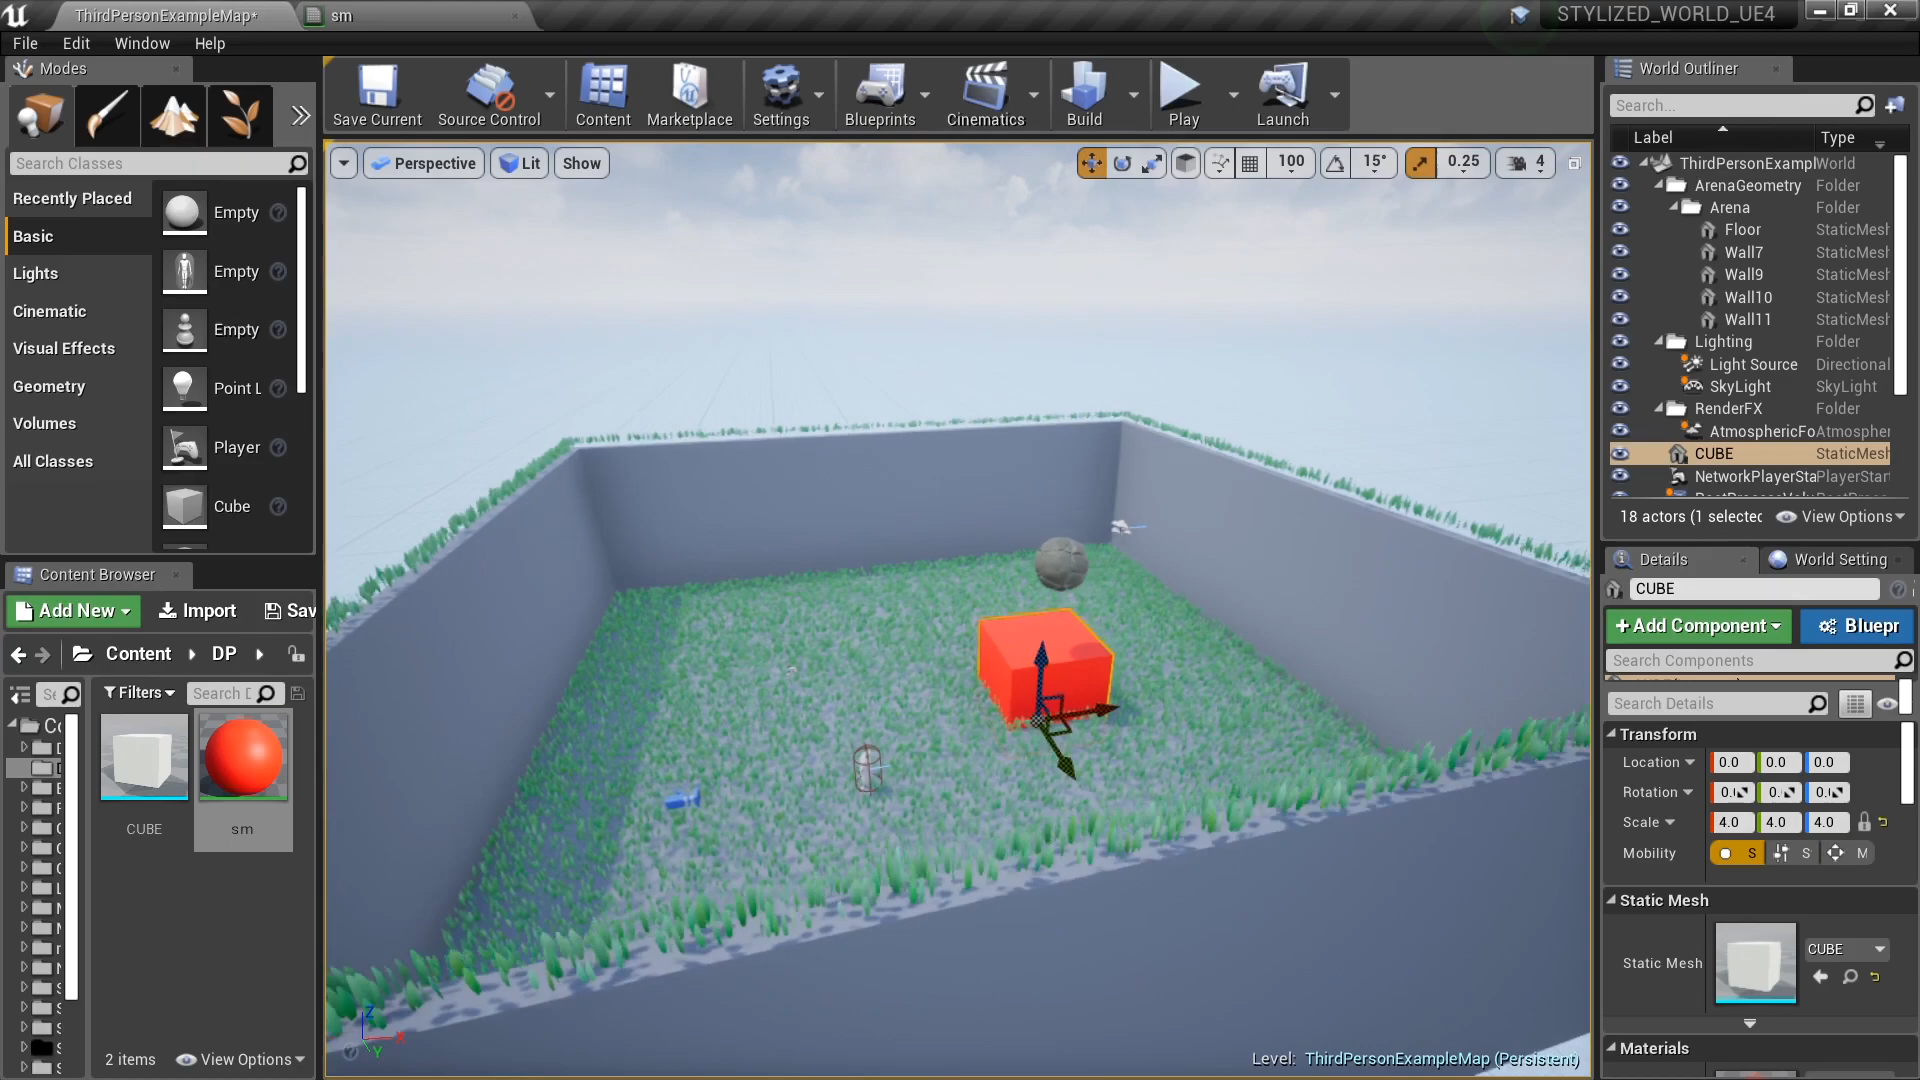 ThirdPersonExampleMap*
sm
STYLIZED_WORLD_UE4
File Edit Window Help
Modes
Search Classes
Recently Placed
Basic
Lights
Cinematic
Visual Effects
Geometry
Volumes
All Classes
Empty
Empty
Empty
Point L
Player
Cube
Save Current
Source Control
Content
Marketplace
Settings
Blueprints
Cinematics
Build
Play
Launch
Perspective
Lit
Show
100
15°
0.25
4
World Outliner
Search...
Label Type
ThirdPersonExampl World
ArenaGeometry Folder
Arena Folder
Floor StaticMesh
Wall7 StaticMesh
Wall9 StaticMesh
Wall10 StaticMesh
Wall11 StaticMesh
Lighting Folder
Light Source Directional
SkyLight SkyLight
RenderFX Folder
AtmosphericFo Atmospher
CUBE StaticMesh
NetworkPlayerSta PlayerStar
18 actors (1 selectec View Options
Content Browser
Add New Import Sav
Content DP
Filters
2 items View Options
CUBE
sm
Details World Setting
CUBE
+Add Component Bluepr
Search Components
Search Details
Transform
Location 0.0 0.0 0.0
Rotation
Scale 4.0 4.0 4.0
Mobility S S M
Static Mesh
Static Mesh
CUBE
Materials
Z
X
Y
Level: ThirdPersonExampleMap (Persistent)